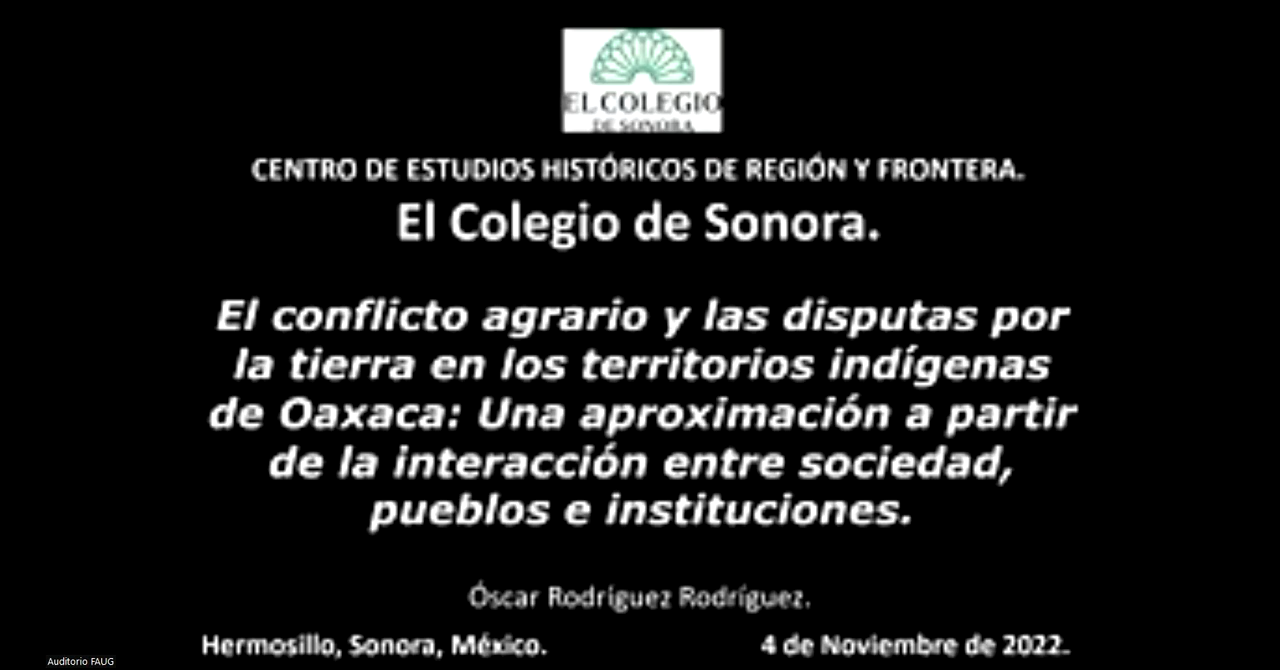 EL COLEGIO
DE SONORA
CENTRO DE ESTUDIOS HISTÓRICOS DE REGIÓN Y FRONTERA.
El Colegio de Sonora.
El conflicto agrario y las disputas por
la tierra en los territorios indígenas
de Oaxaca: Una aproximación a partir
de la interacción entre sociedad,
pueblos e instituciones.
Óscar Rodríguez Rodríguez.
Hermosillo, Sonora, México. 4 de Noviembre de 2022.
Auditorio FAUG